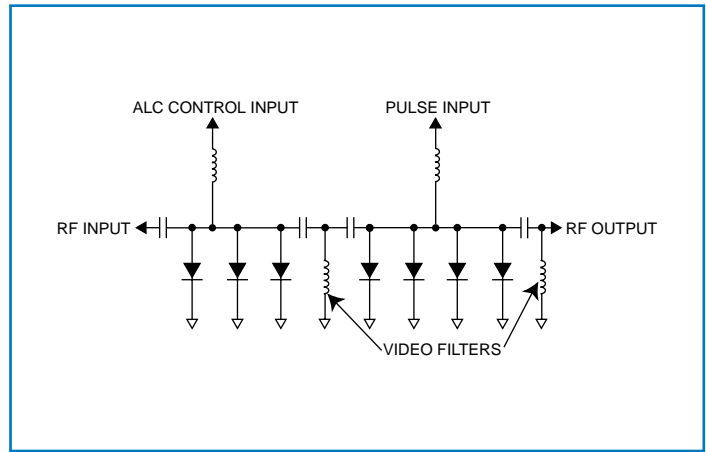 ALC CONTROL INPUT
PULSE INPUT
RF INPUT
RF OUTPUT
VIDEO FILTERS